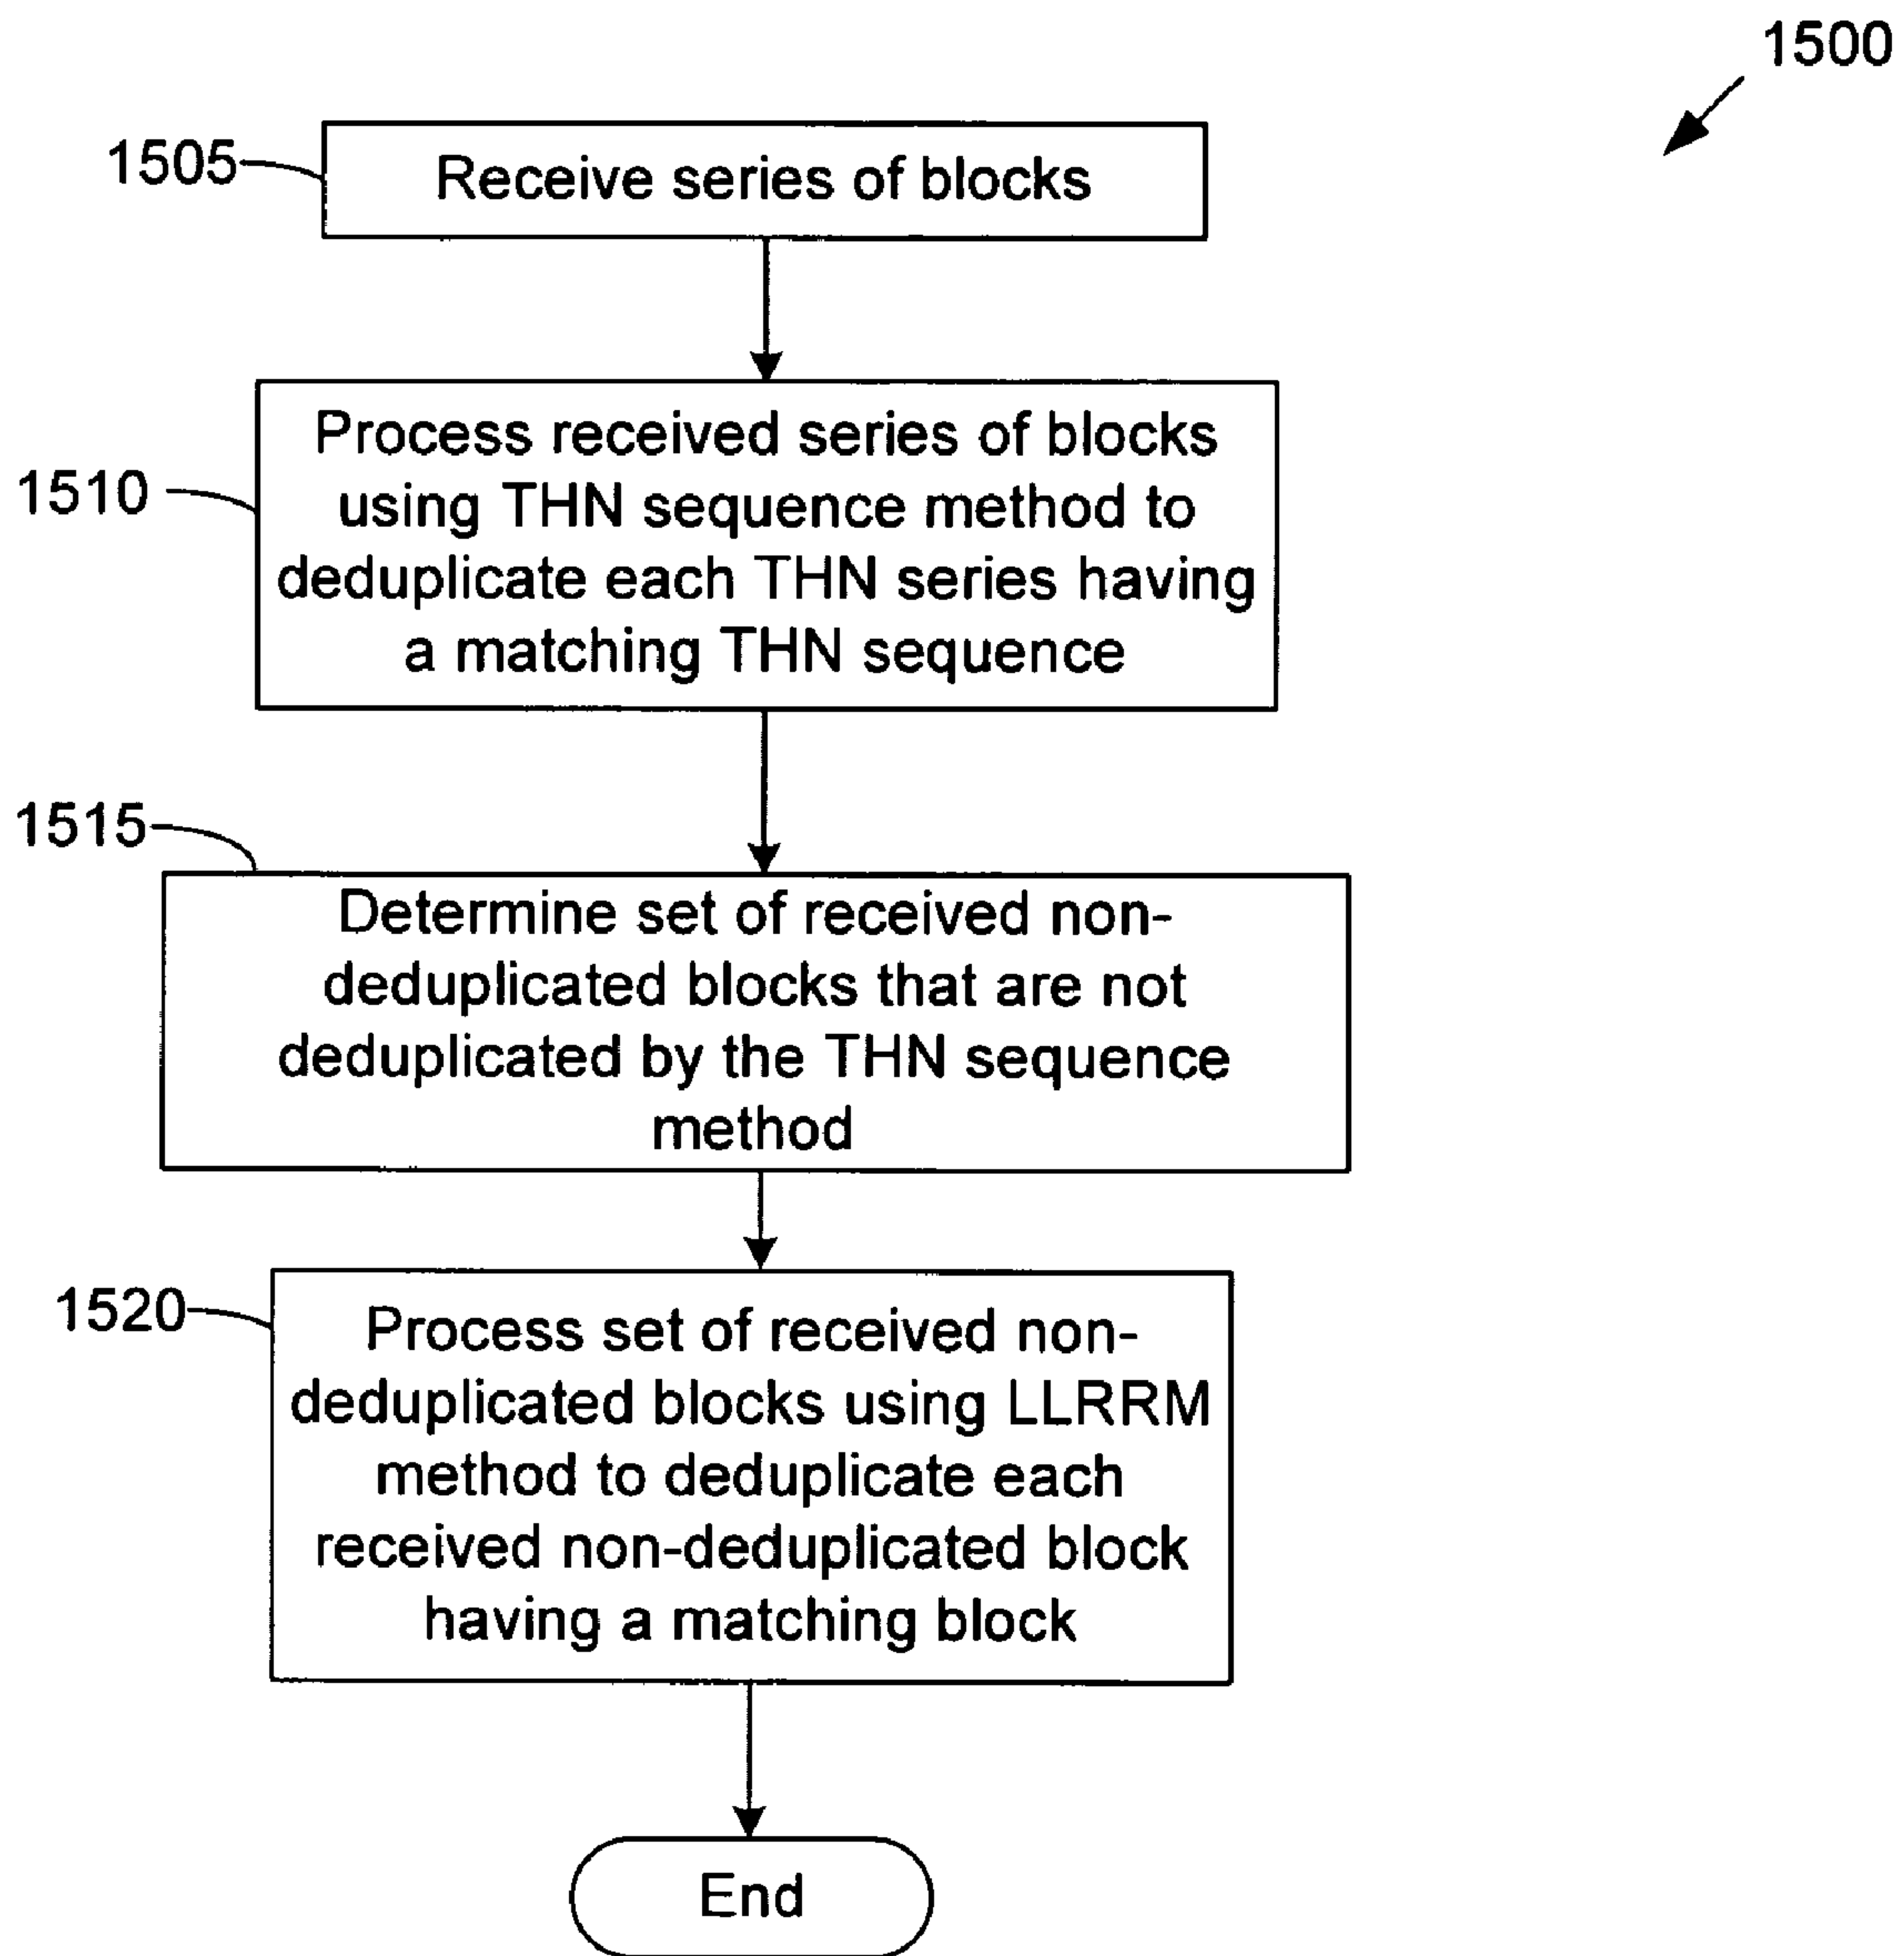 1500
1505
Receive series of blocks
1510
Process received series of blocks
using THN sequence method to
deduplicate each THN series having
a matching THN sequence
1515
Determine set of received non-
deduplicated blocks that are not
deduplicated by the THN sequence
method
1520
Process set of received non-
deduplicated blocks using LLRRM
method to deduplicate each
received non-deduplicated block
having a matching block
End